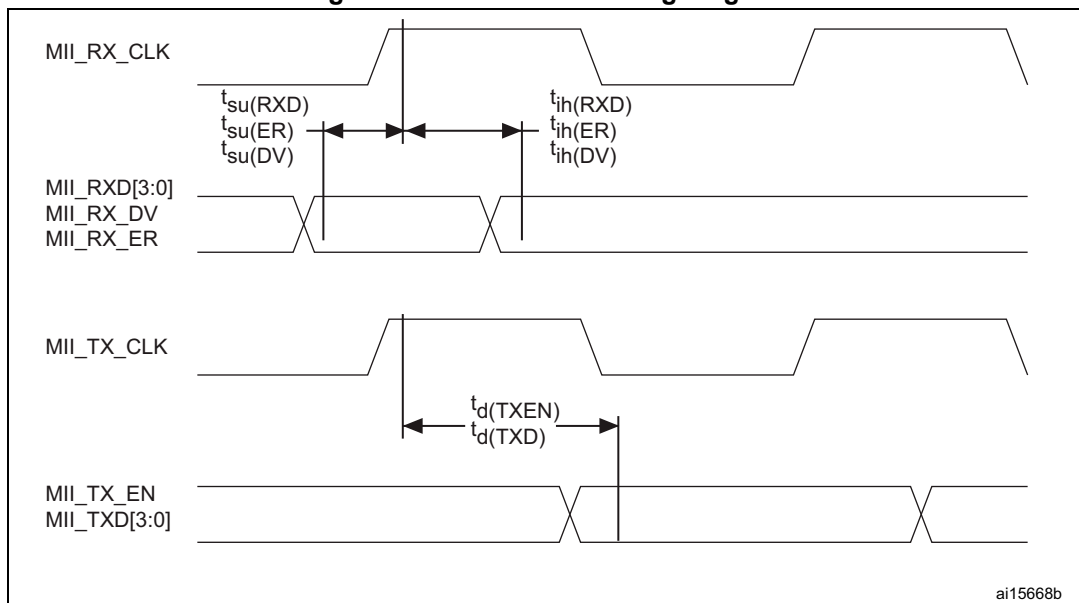 MII_RX_CLK
tsu(RXD)
tsu(ER)
tsu(DV)
tih(RXD)
tih(ER)
tih(DV)
MII_RXD[3:0]
MII_RX_DV
MII_RX_ER
MII_TX_CLK
td(TXEN)
td(TXD)
MII_TX_EN
MII_TXD[3:0]
ai15668b